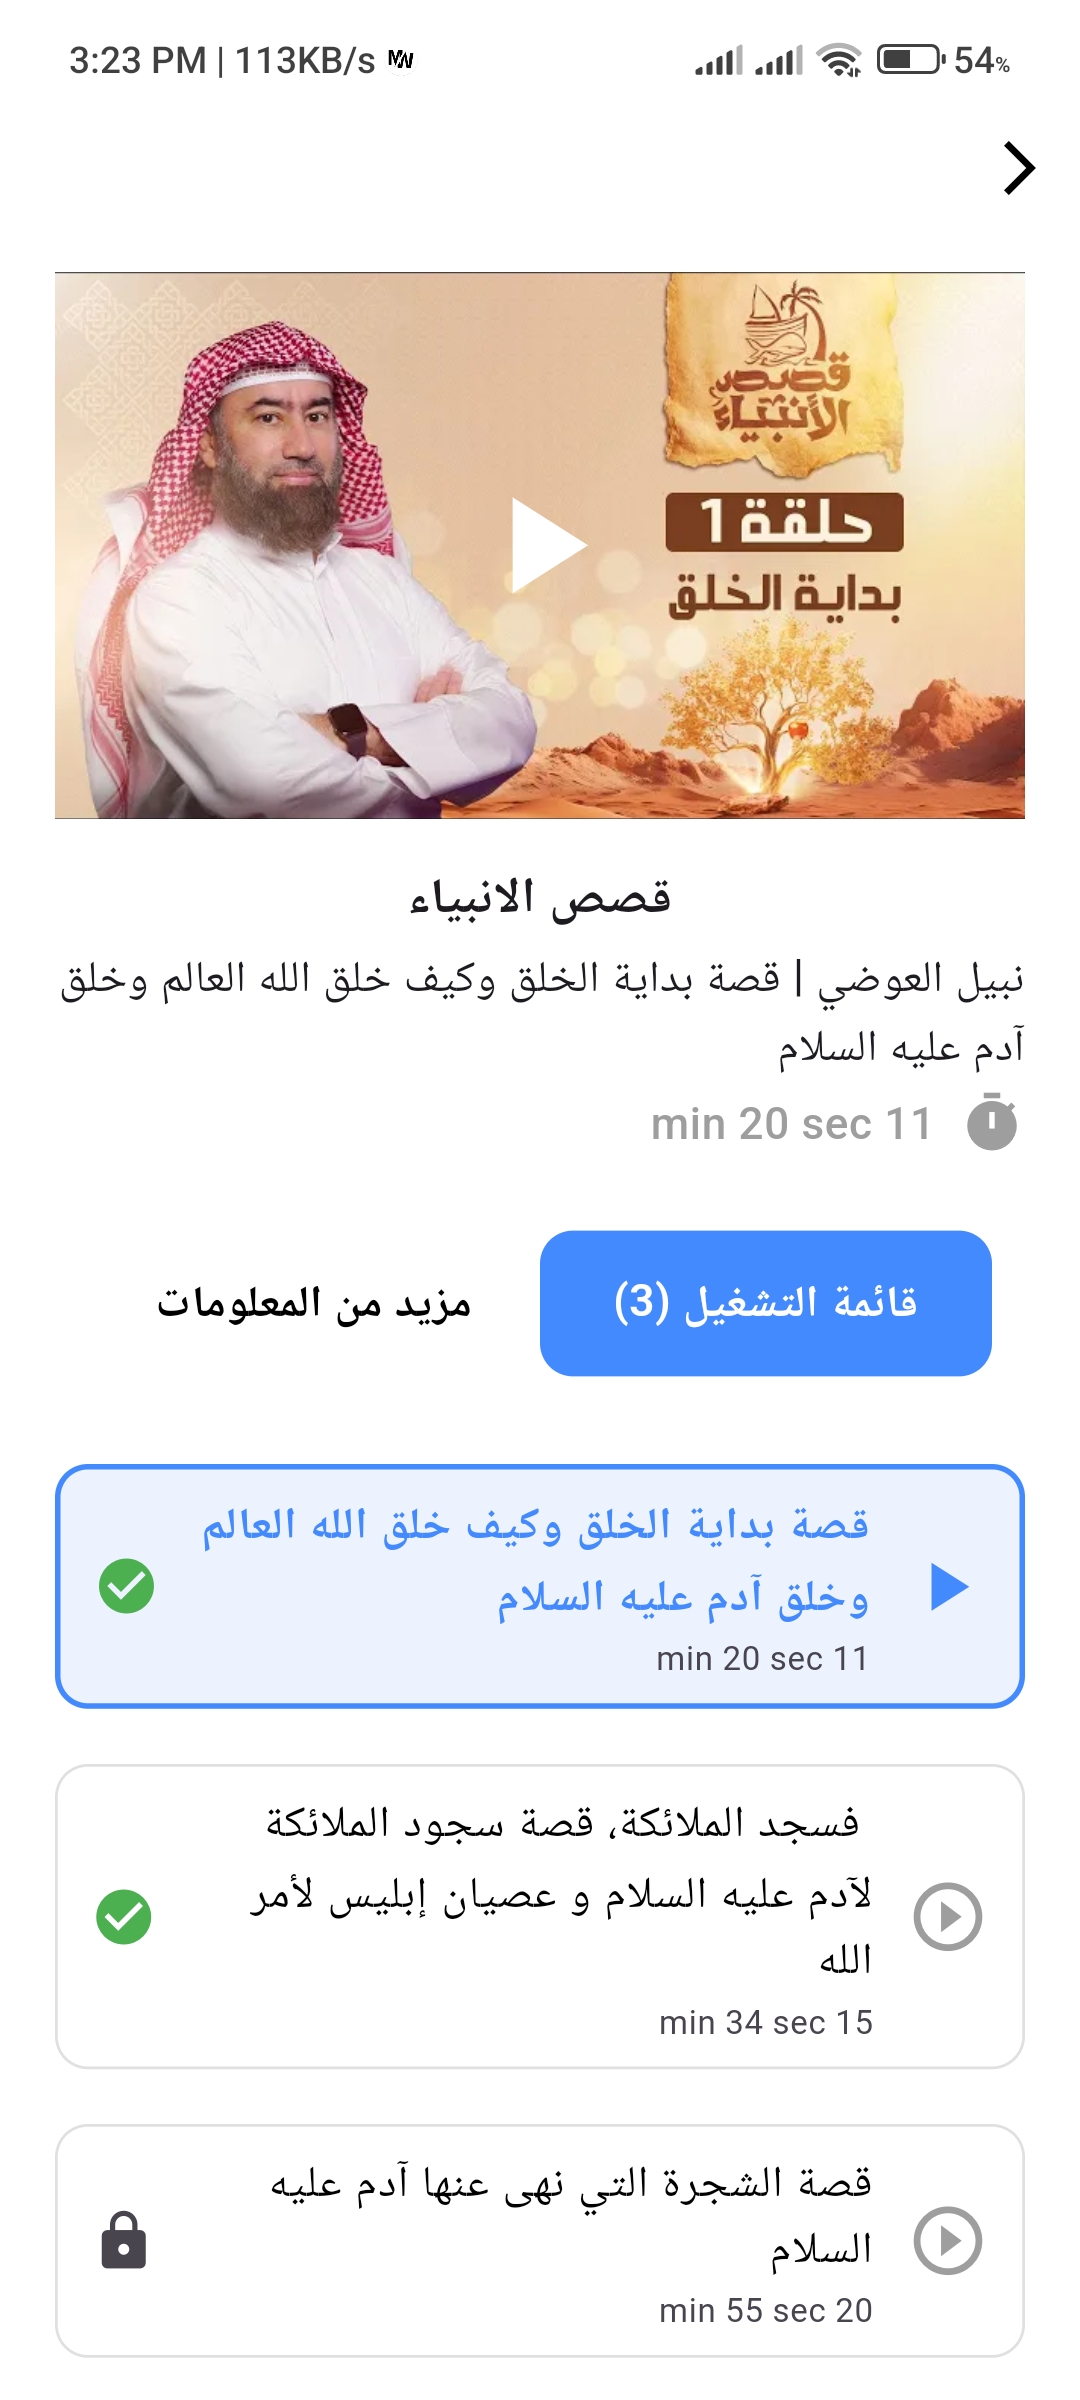 3:23 PM | 113KB/s
54%
قصص
الأنبياء
حلقة 1
بداية الخلق
قصص الانبياء
نبيل العوضي | قصة بداية الخلق وكيف خلق الله العالم وخلق
آدم عليه السلام
min 20 sec 11
قائمة التشغيل (3)
مزيد من المعلومات
قصة بداية الخلق وكيف خلق الله العالم
وخلق آدم عليه السلام
min 20 sec 11
فسجد الملائكة، قصة سجود الملائكة
لآدم عليه السلام و عصيان إبليس لأمر
الله
min 34 sec 15
قصة الشجرة التي نهى عنها آدم عليه
السلام
min 55 sec 20